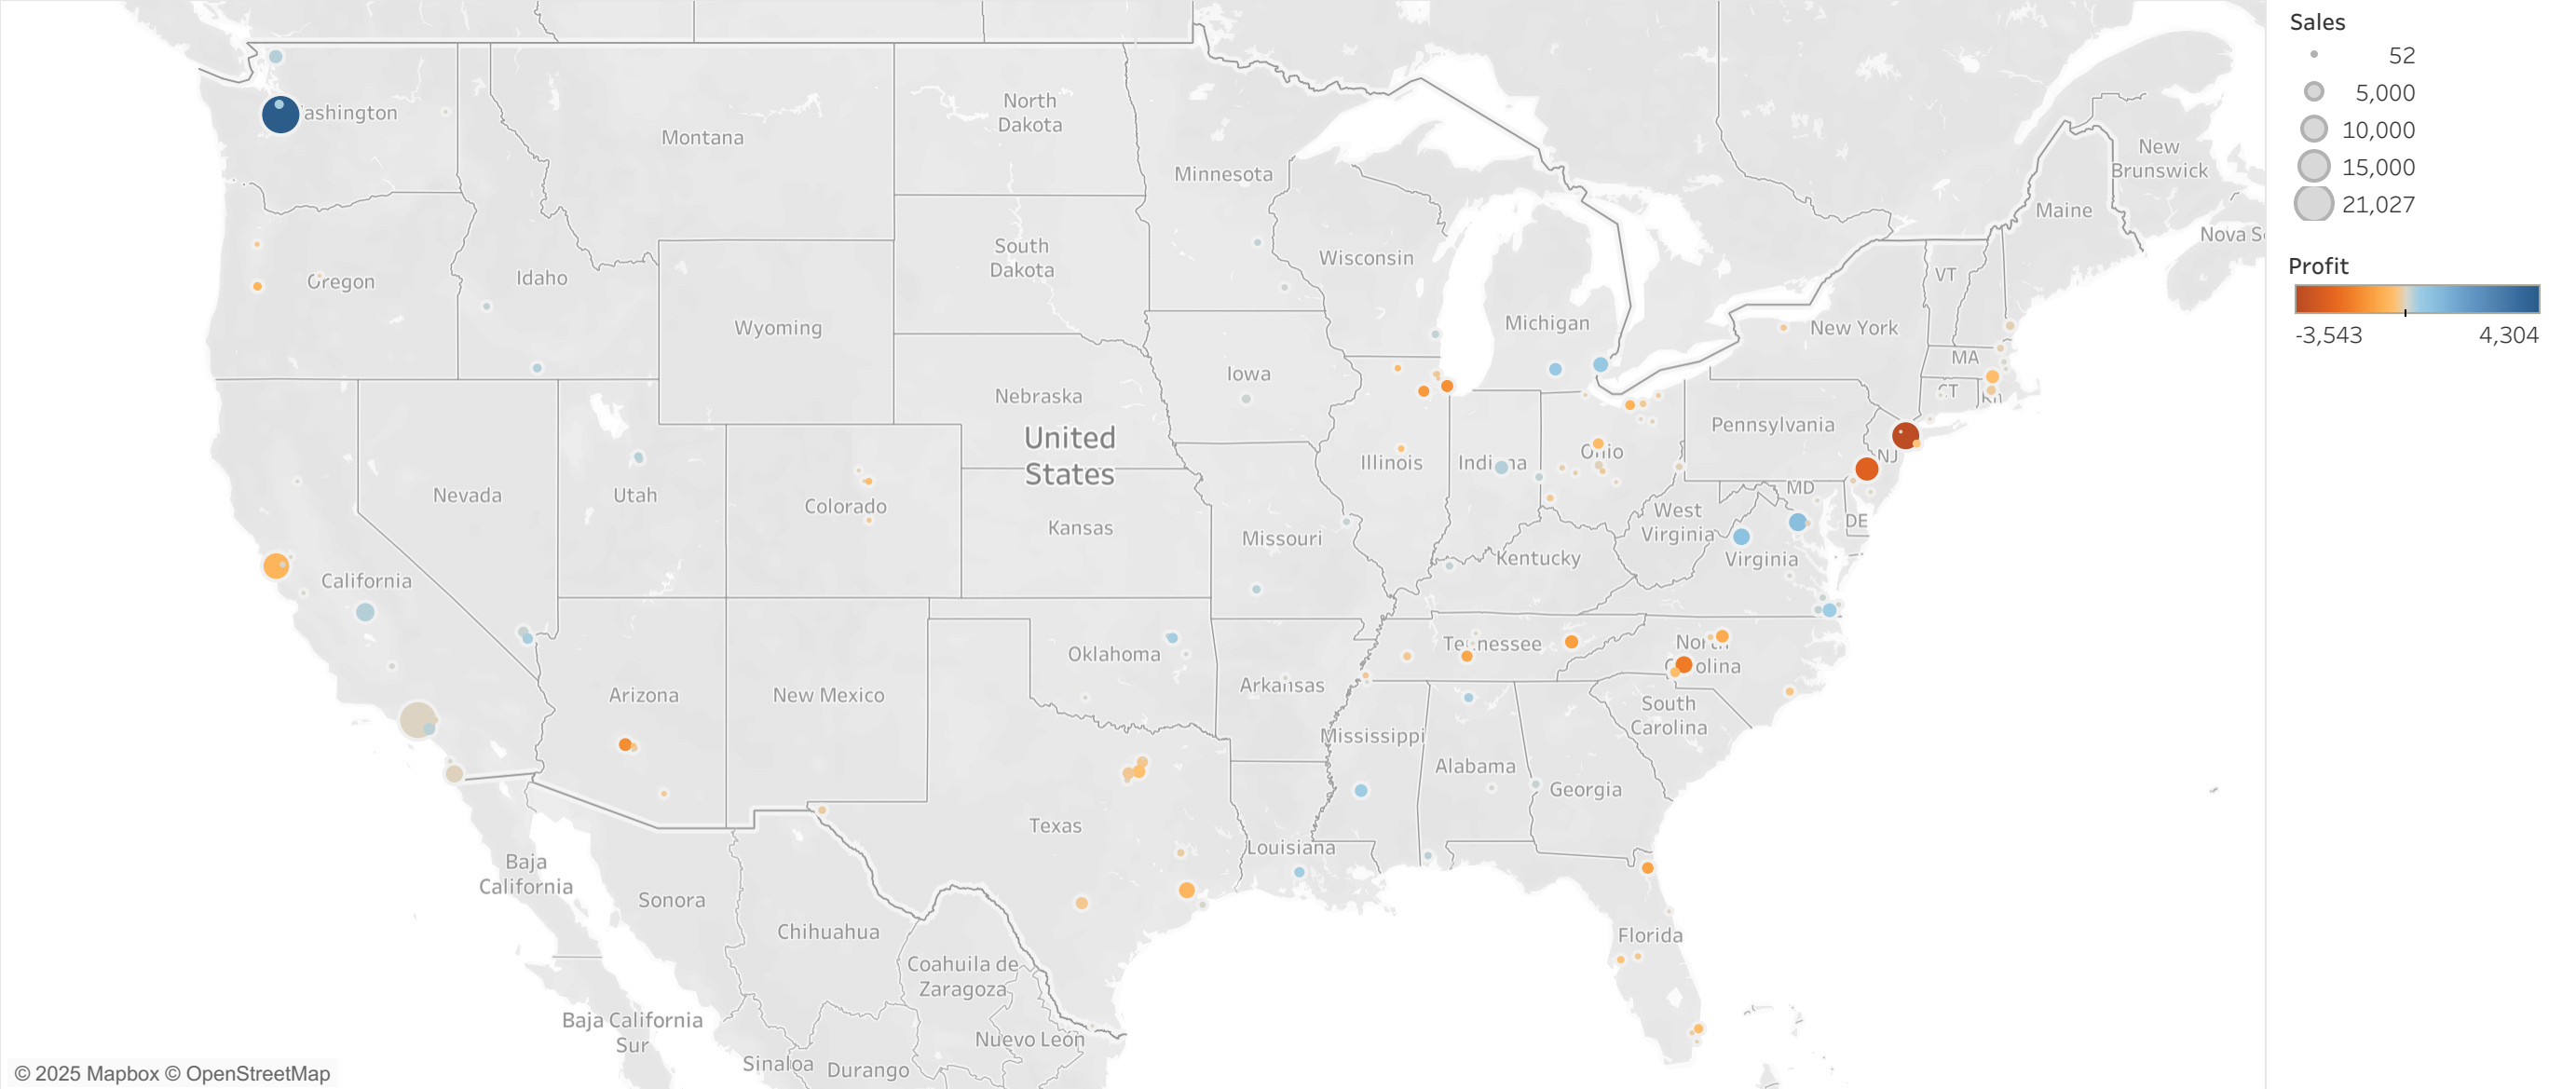 ashington
Montana
North
Dakota
Minnesota
New
Brunswick
Maine
Nova S
South
Dakota
Wisconsin
Oregon
Idaho
VT
Michigan
New York
Wyoming
MA
Iowa
Nebraska
CT
Pennsylvania
United
States
Ohio
NJ
Illinois
Indiana
Nevada
Utah
Colorado
MD
West
Virginia
DE
Kansas
Missouri
Kentucky
Virginia
California
Tennessee
North
Carolina
Oklahoma
Arkansas
Arizona
New Mexico
South
Carolina
Mississippi
Alabama
Georgia
Texas
Louisiana
Baja
California
Sonora
Chihuahua
Florida
Coahuila de
Zaragoza
Baja California
Sur
Nuevo León
Sinaloa
Durango
© 2025 Mapbox © OpenStreetMap
Sales
52
5,000
10,000
15,000
21,027
Profit
-3,543 4,304